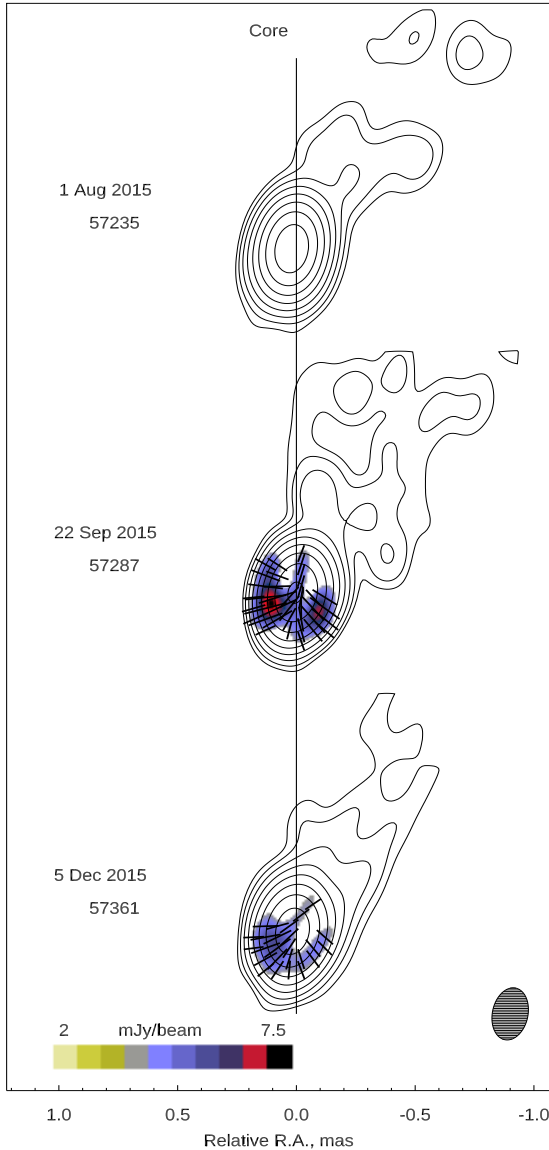 Core
1 Aug 2015
57235
22 Sep 2015
57287
5 Dec 2015
57361
2 mJy/beam 7.5
1.0 0.5 0.0 -0.5 -1.0
Relative R.A., mas